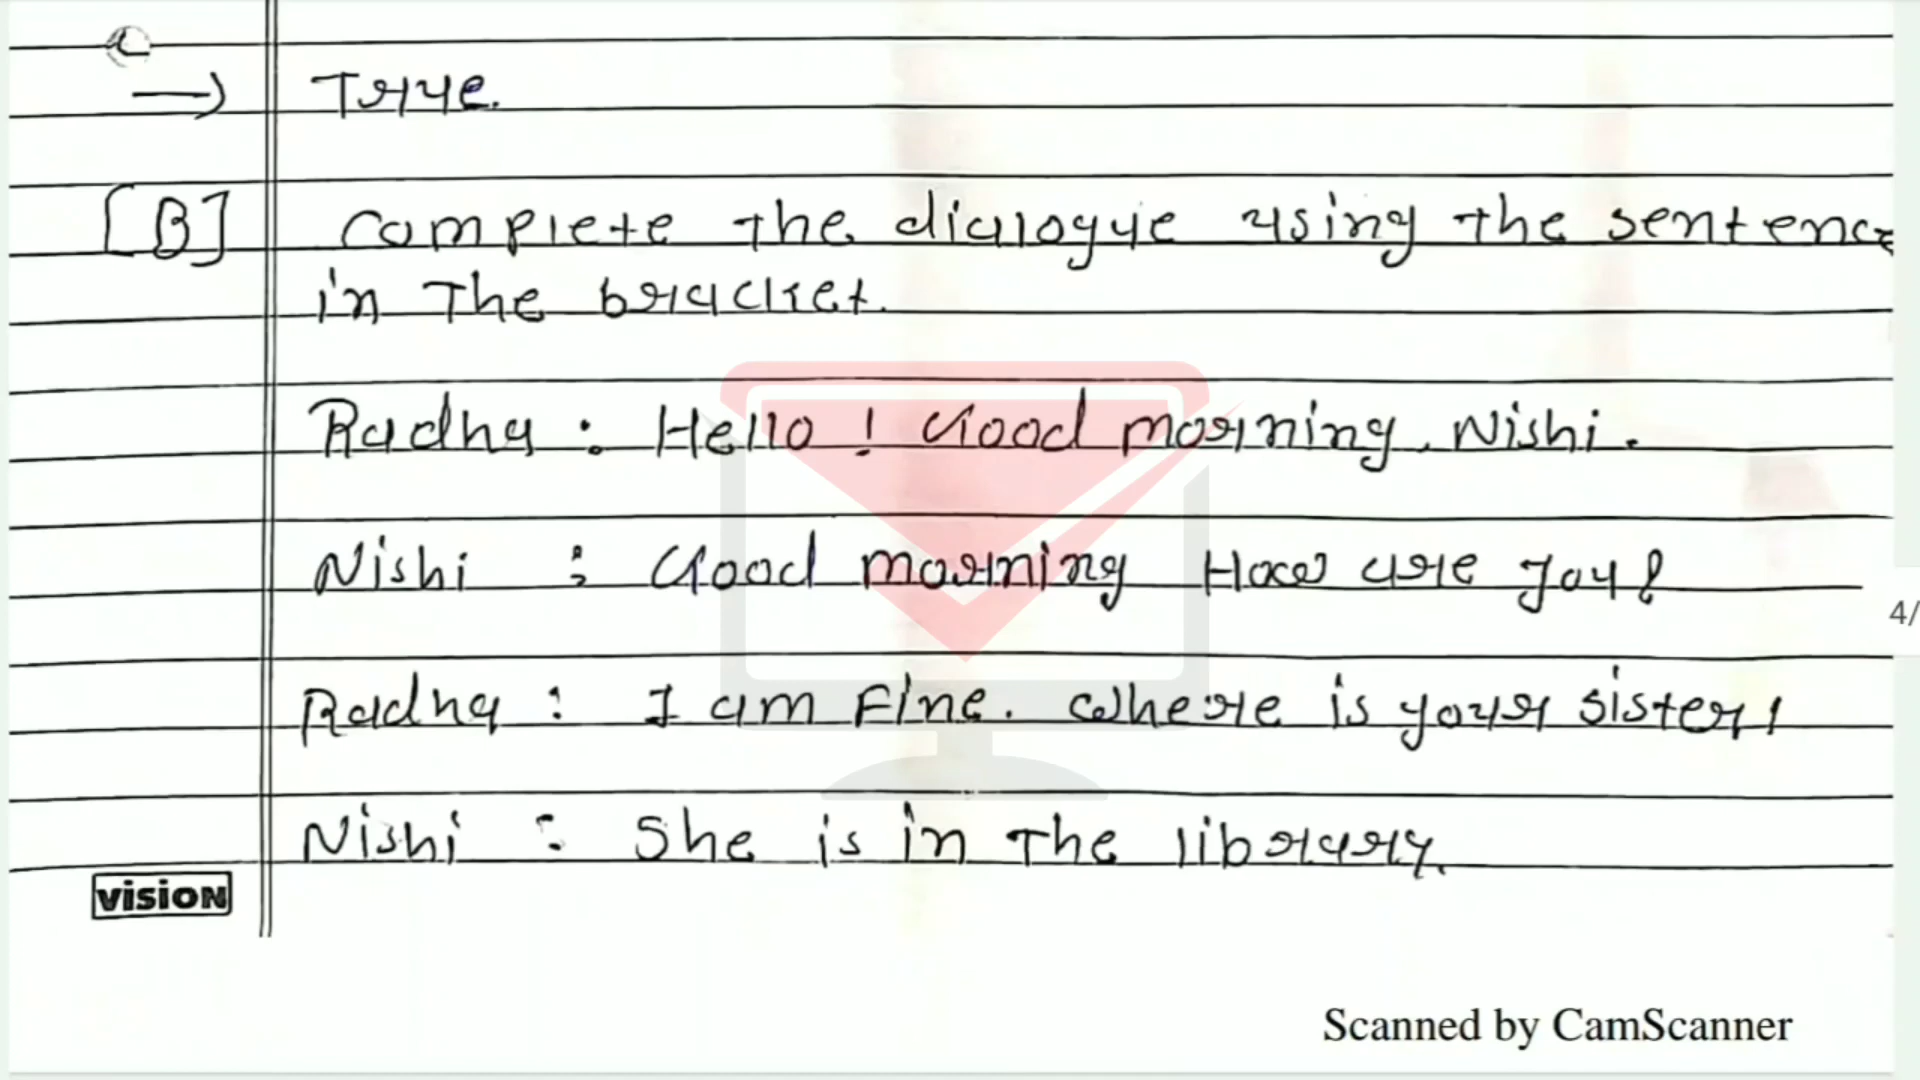 → True.
[B] Complete the dialogue using the sentence
in The bracket.
Radha : Hello ! Good morning. Nishi.
Nishi : Good morning How are you?
Radha : I am Fine. Where is your sister,
Nishi : She is in The library.
vision
4/
Scanned by CamScanner